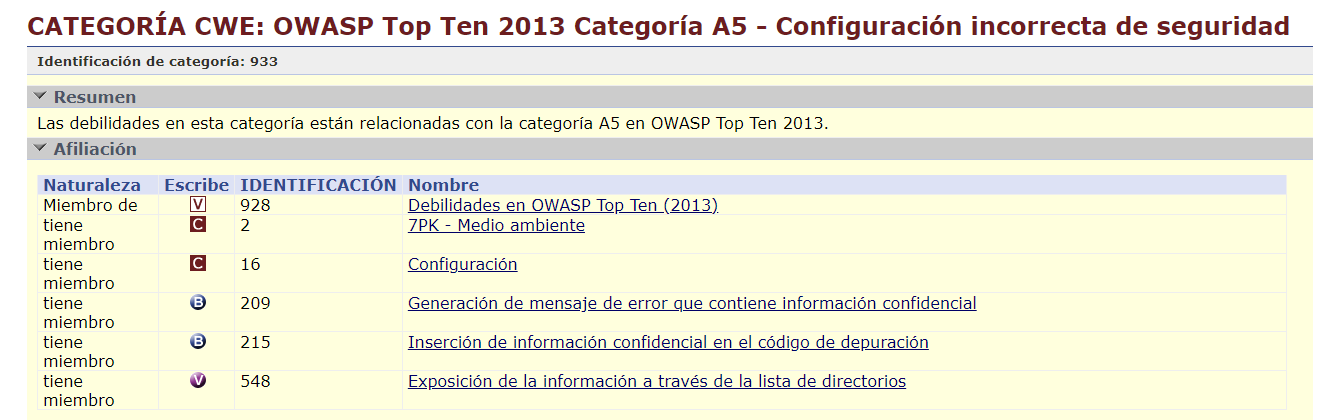 CATEGORÍA CWE: OWASP Top Ten 2013 Categoría A5 - Configuración incorrecta de seguridad
Identificación de categoría: 933
Resumen
Las debilidades en esta categoría están relacionadas con la categoría A5 en OWASP Top Ten 2013.
Afiliación
Naturaleza Escribe IDENTIFICACIÓN Nombre
Miembro de V 928 Debilidades en OWASP Top Ten (2013)
tiene C 2 7PK - Medio ambiente
miembro
tiene C 16 Configuración
miembro
tiene B 209 Generación de mensaje de error que contiene información confidencial
miembro
tiene B 215 Inserción de información confidencial en el código de depuración
miembro
tiene V 548 Exposición de la información a través de la lista de directorios
miembro